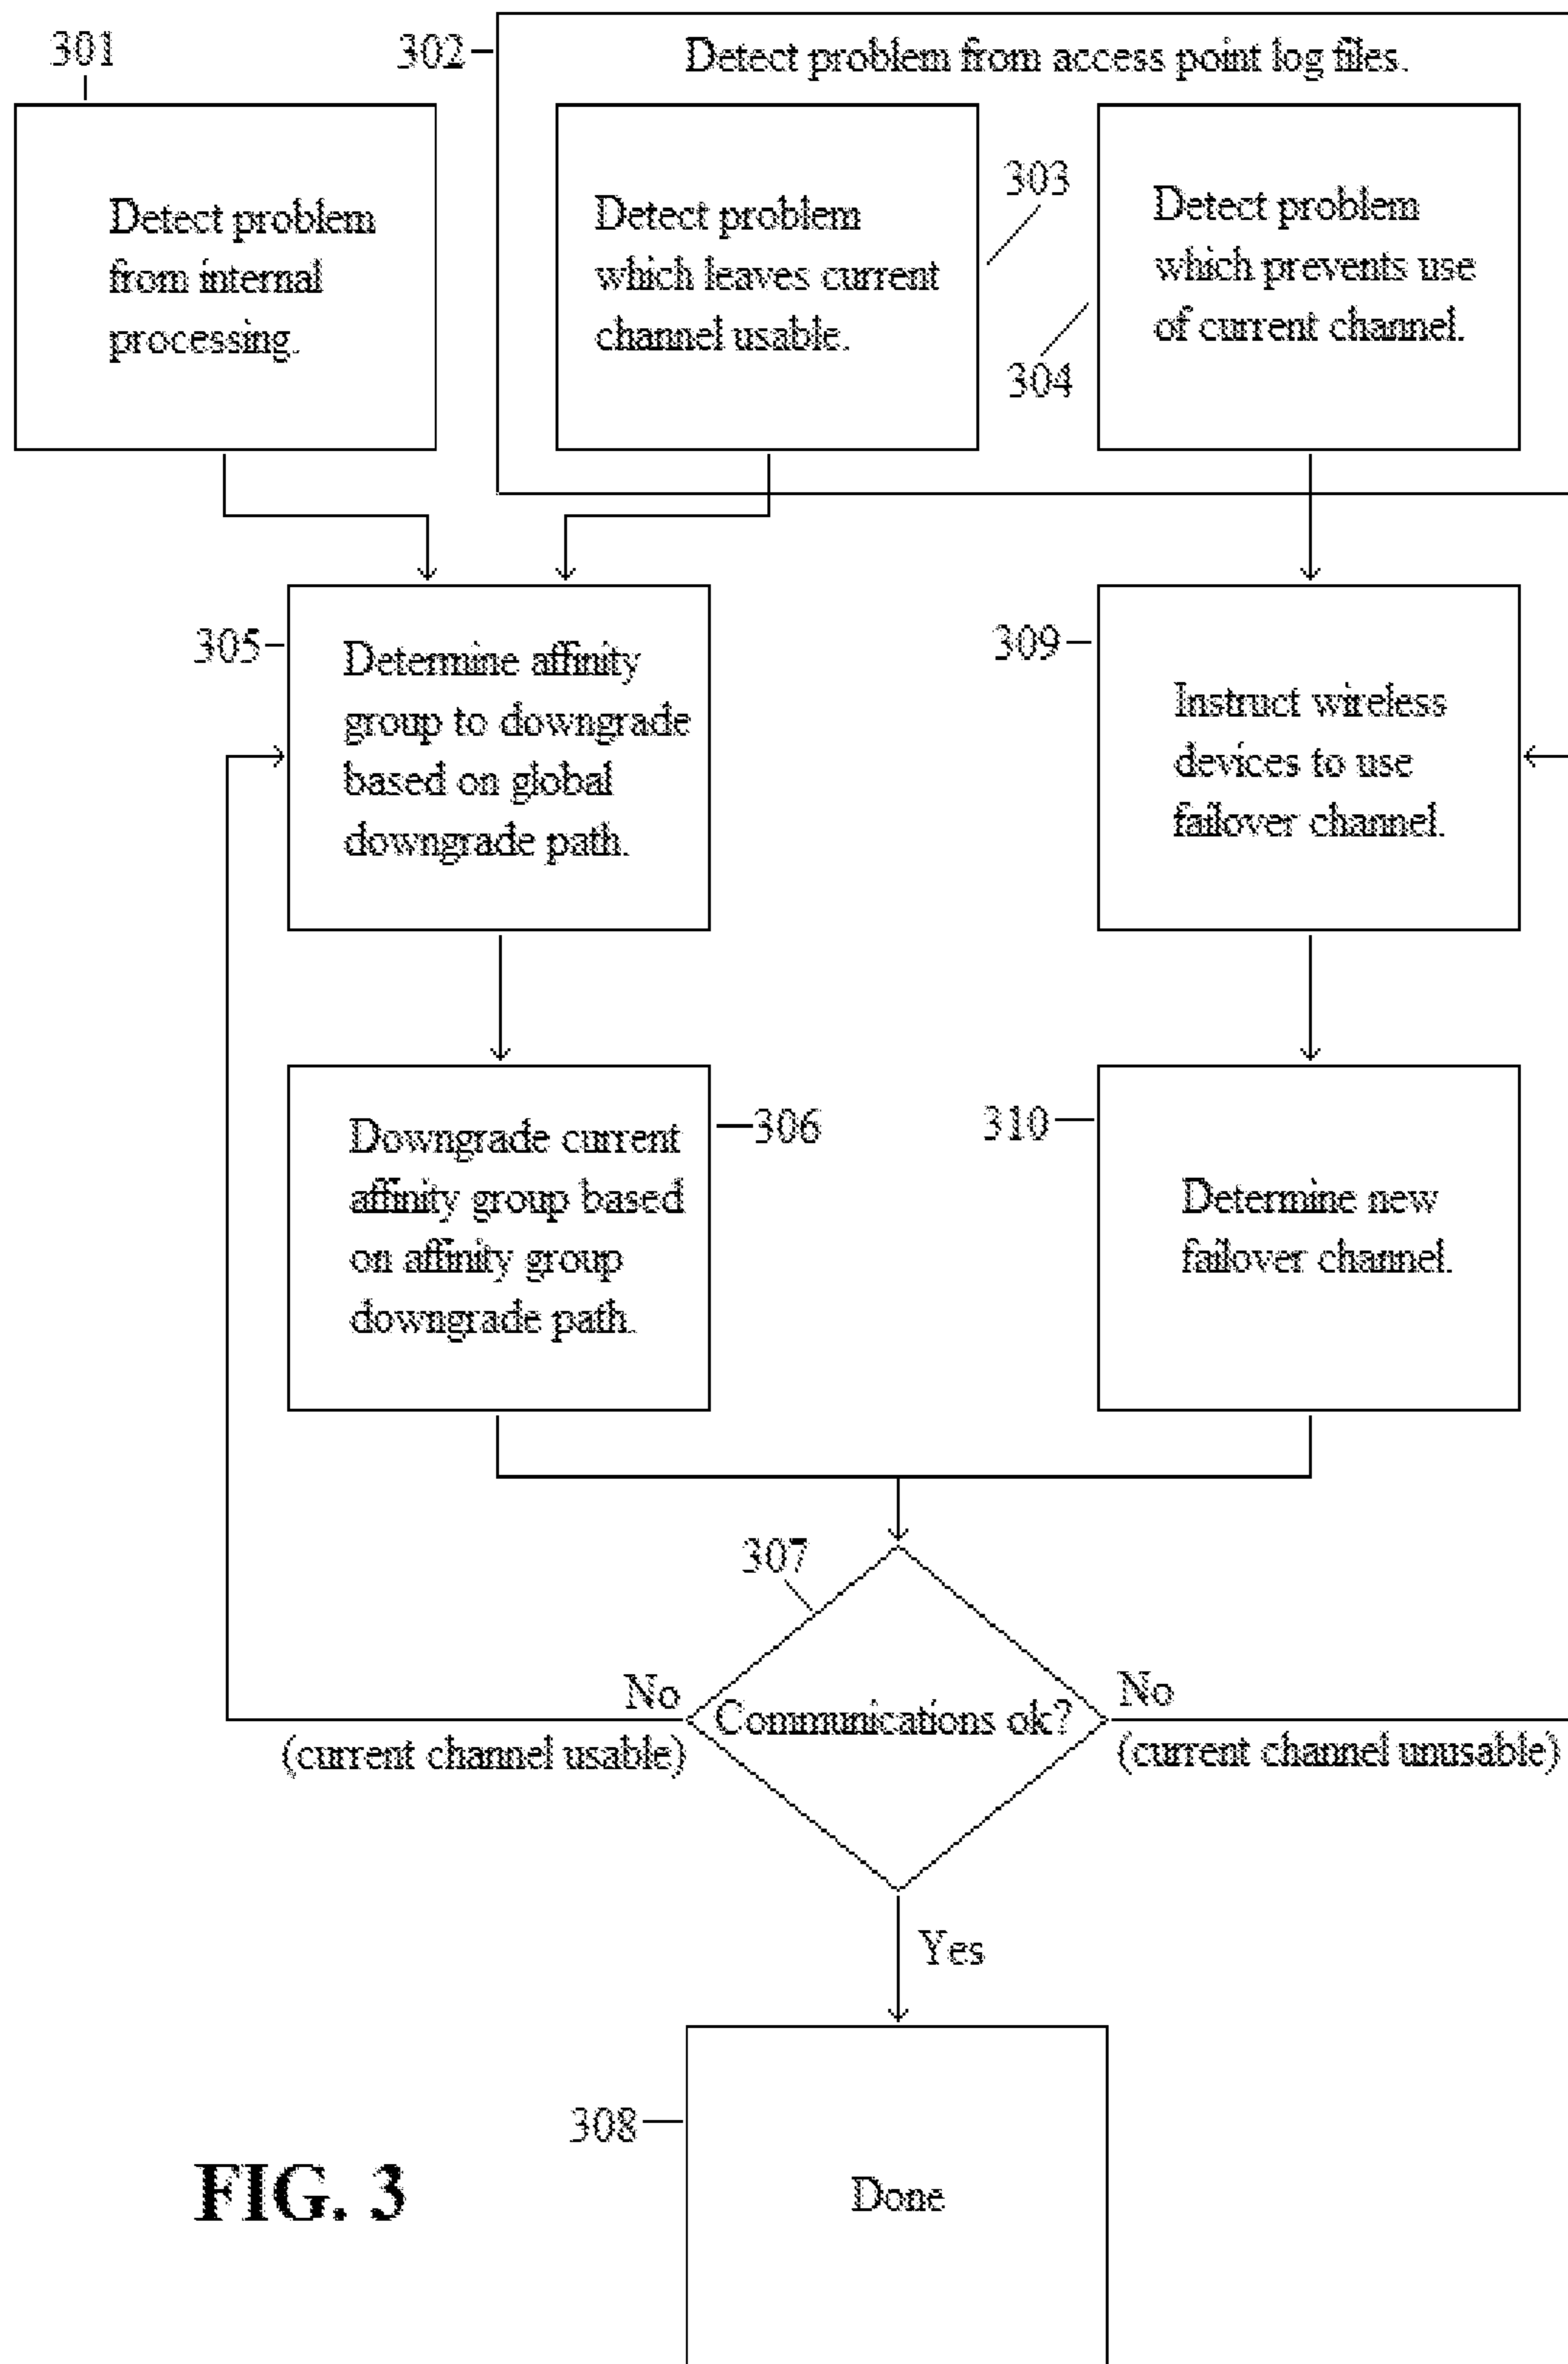 301
302
Detect problem from access point log files.
Detect problem
from internal
processing.
Detect problem
which leaves current
channel usable.
303
304
Detect problem
which prevents use
of current channel.
305
Determine affinity
group to downgrade
based on global
downgrade path.
309
Instruct wireless
devices to use
failover channel.
Downgrade current
affinity group based
on affinity group
downgrade path.
306
310
Determine new
failover channel.
307
Communications ok?
No
(current channel usable)
No
(current channel unusable)
Yes
308
Done
FIG. 3